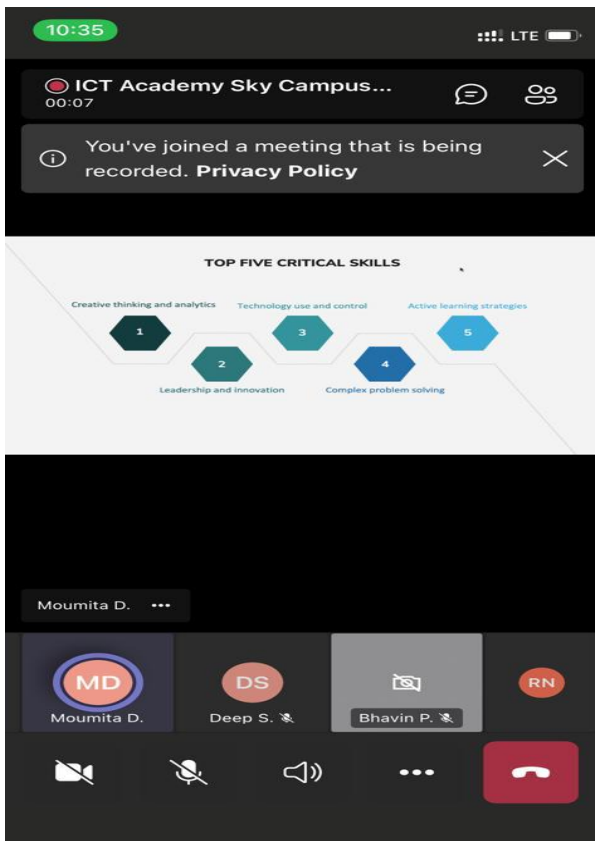 10:35
LTE
ICT Academy Sky Campus...
00:07
You've joined a meeting that is being
recorded. Privacy Policy
TOP FIVE CRITICAL SKILLS
Creative thinking and analytics
Technology use and control
Active learning strategies
1
3
5
2
4
Leadership and innovation
Complex problem solving
Moumita D. •••
MD
DS
RN
Moumita D.
Deep S.
Bhavin P.